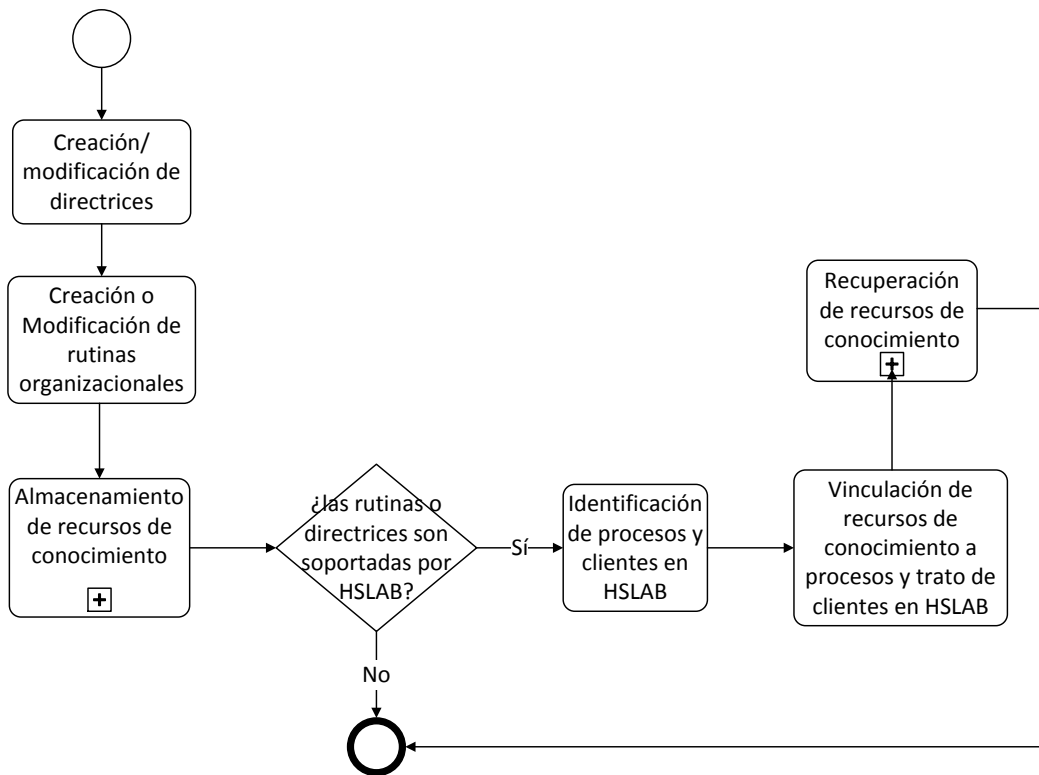 Creación/
modificación de
directrices
Creación o
Modificación de
rutinas
organizacionales
Almacenamiento
de recursos de
conocimiento
¿las rutinas o
directrices son
soportadas por
HSLAB?
Sí
No
Identificación
de procesos y
clientes en
HSLAB
Vinculación de
recursos de
conocimiento a
procesos y trato de
clientes en HSLAB
Recuperación
de recursos de
conocimiento